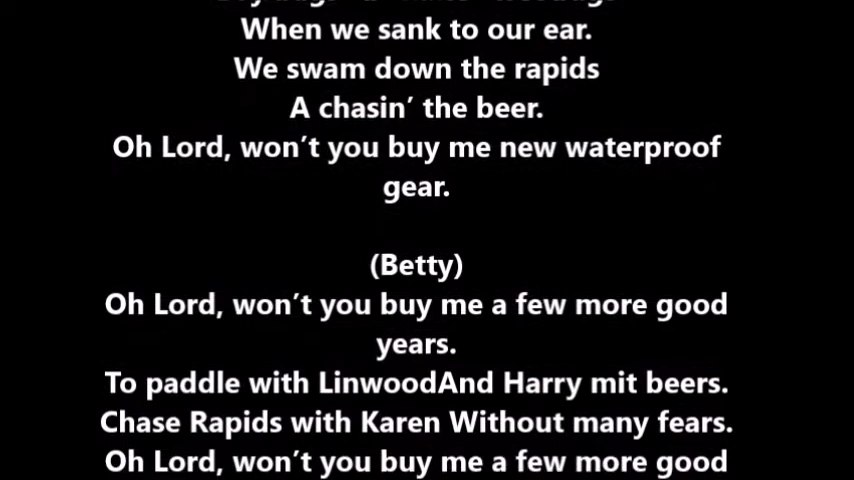 When we sank to our ear.
We swam down the rapids
A chasin’ the beer.
Oh Lord, won’t you buy me new waterproof
gear.
(Betty)
Oh Lord, won’t you buy me a few more good
years.
To paddle with LinwoodAnd Harry mit beers.
Chase Rapids with Karen Without many fears.
Oh Lord, won’t you buy me a few more good